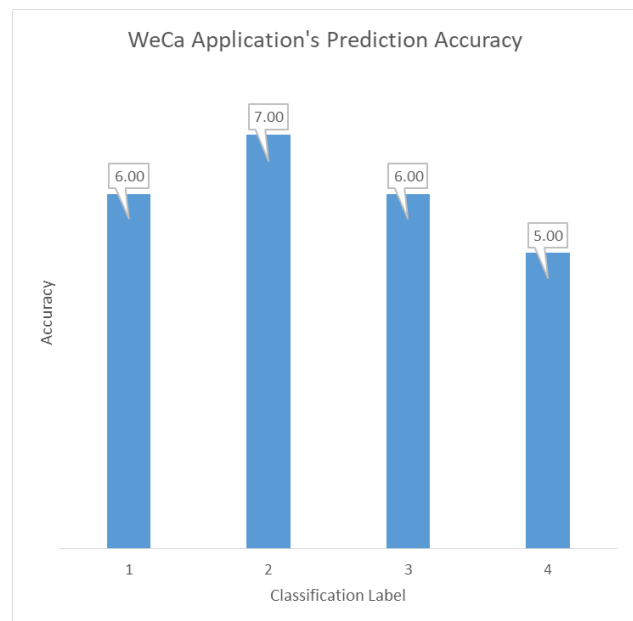 WeCa Application's Prediction Accuracy
7.00
6.00
6.00
5.00
Accuracy
1 2 3 4
Classification Label